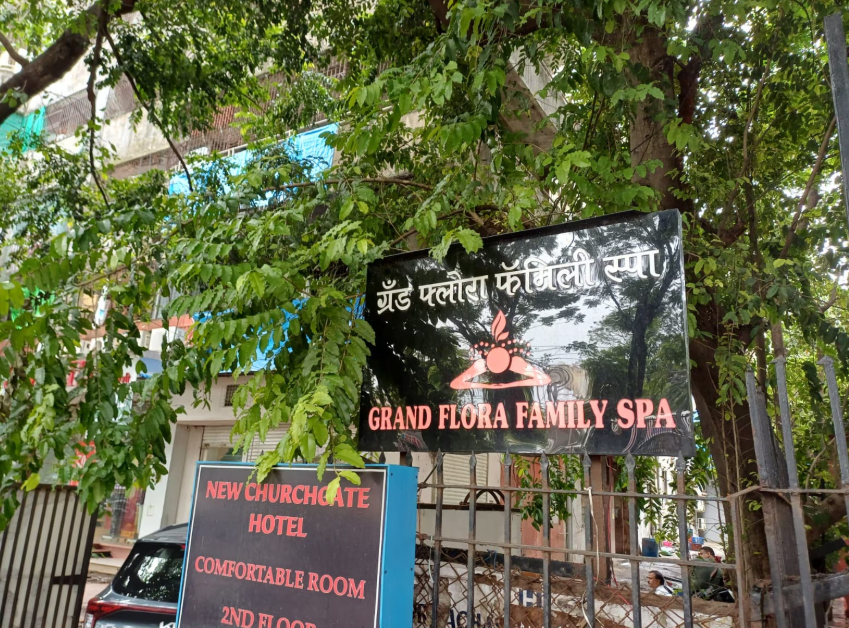 ग्रँड फ्लौरा फॅमिली स्पा
GRAND FLORA FAMILY SPA
NEW CHURCHGATE
HOTEL
COMFORTABLE ROOM
2ND FLOOR